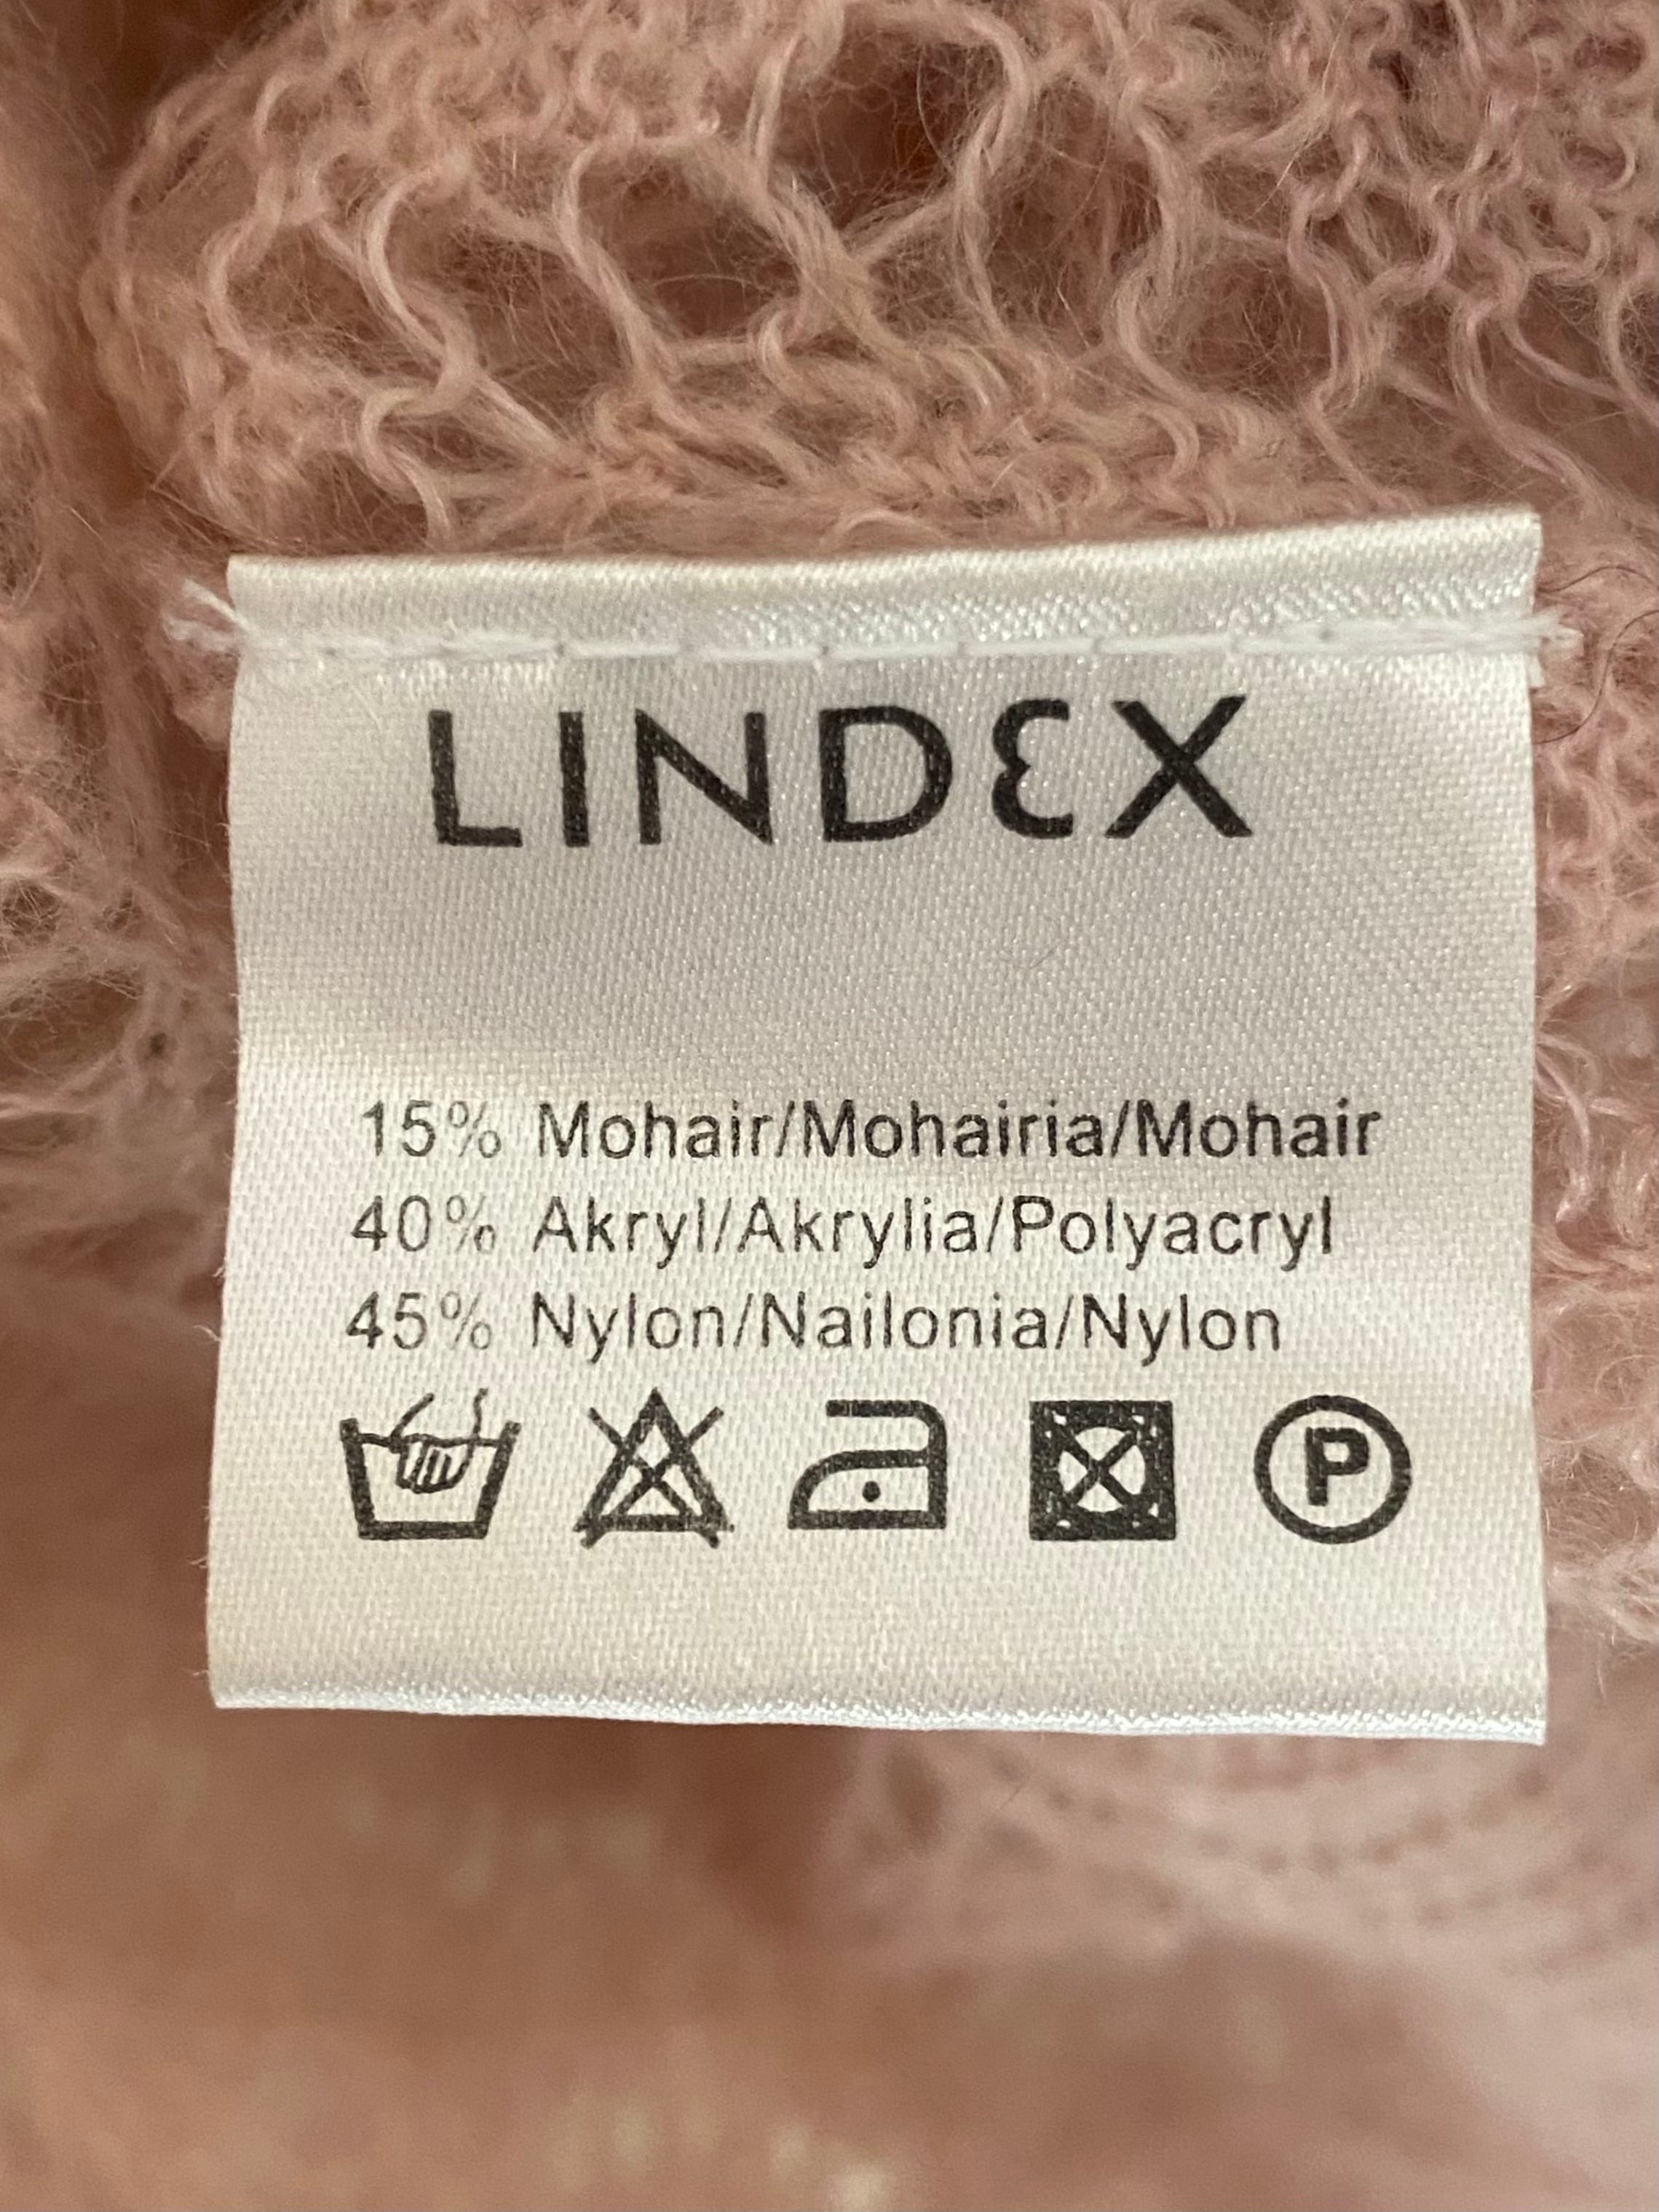 LINDEX
15% Mohair/Mohairia/Mohair
40% Akryl/Akrylia/Polyacryl
45% Nylon/Nailonia/Nylon
P